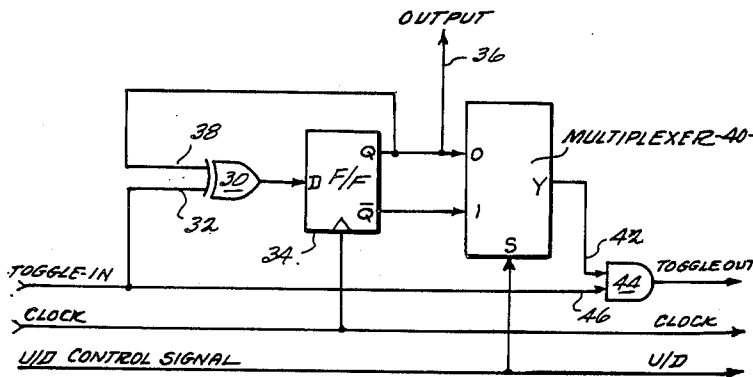 OUTPUT
36
38
30
32
D F/F Q
Q
34.
MULTIPLEXER-40-
0
1
Y
S
42
44
46
TOGGLE-IN
TOGGLE OUT
CLOCK
CLOCK
U/D CONTROL SIGNAL
U/D